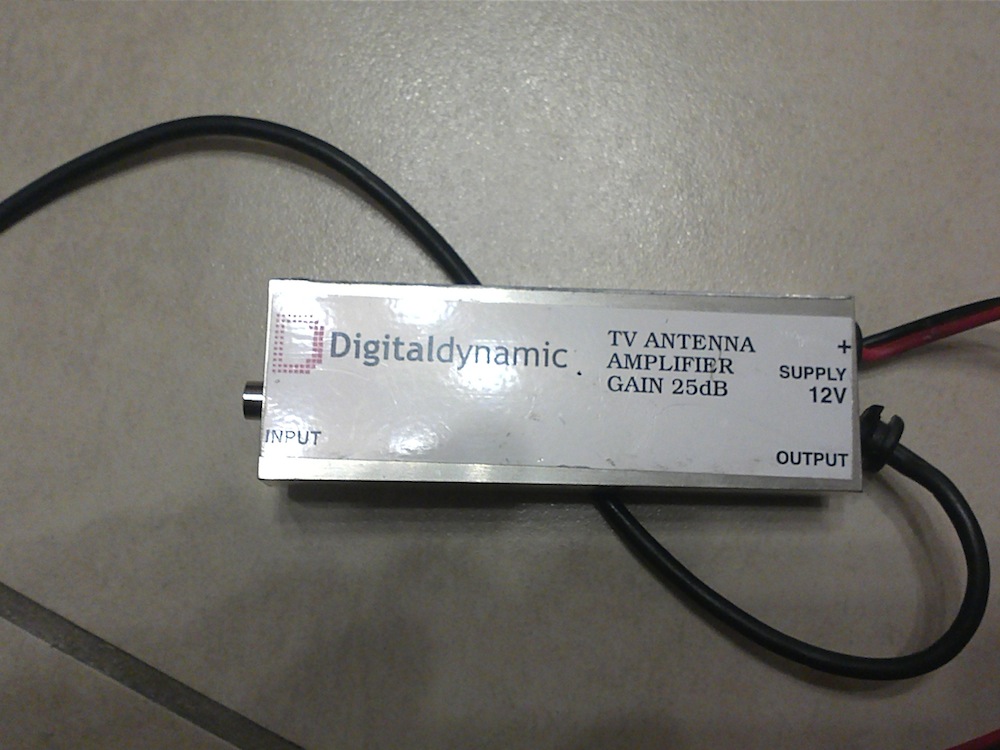 Digitaldynamic.
TV ANTENNA
AMPLIFIER
GAIN 25dB
+
SUPPLY
12V
INPUT
OUTPUT